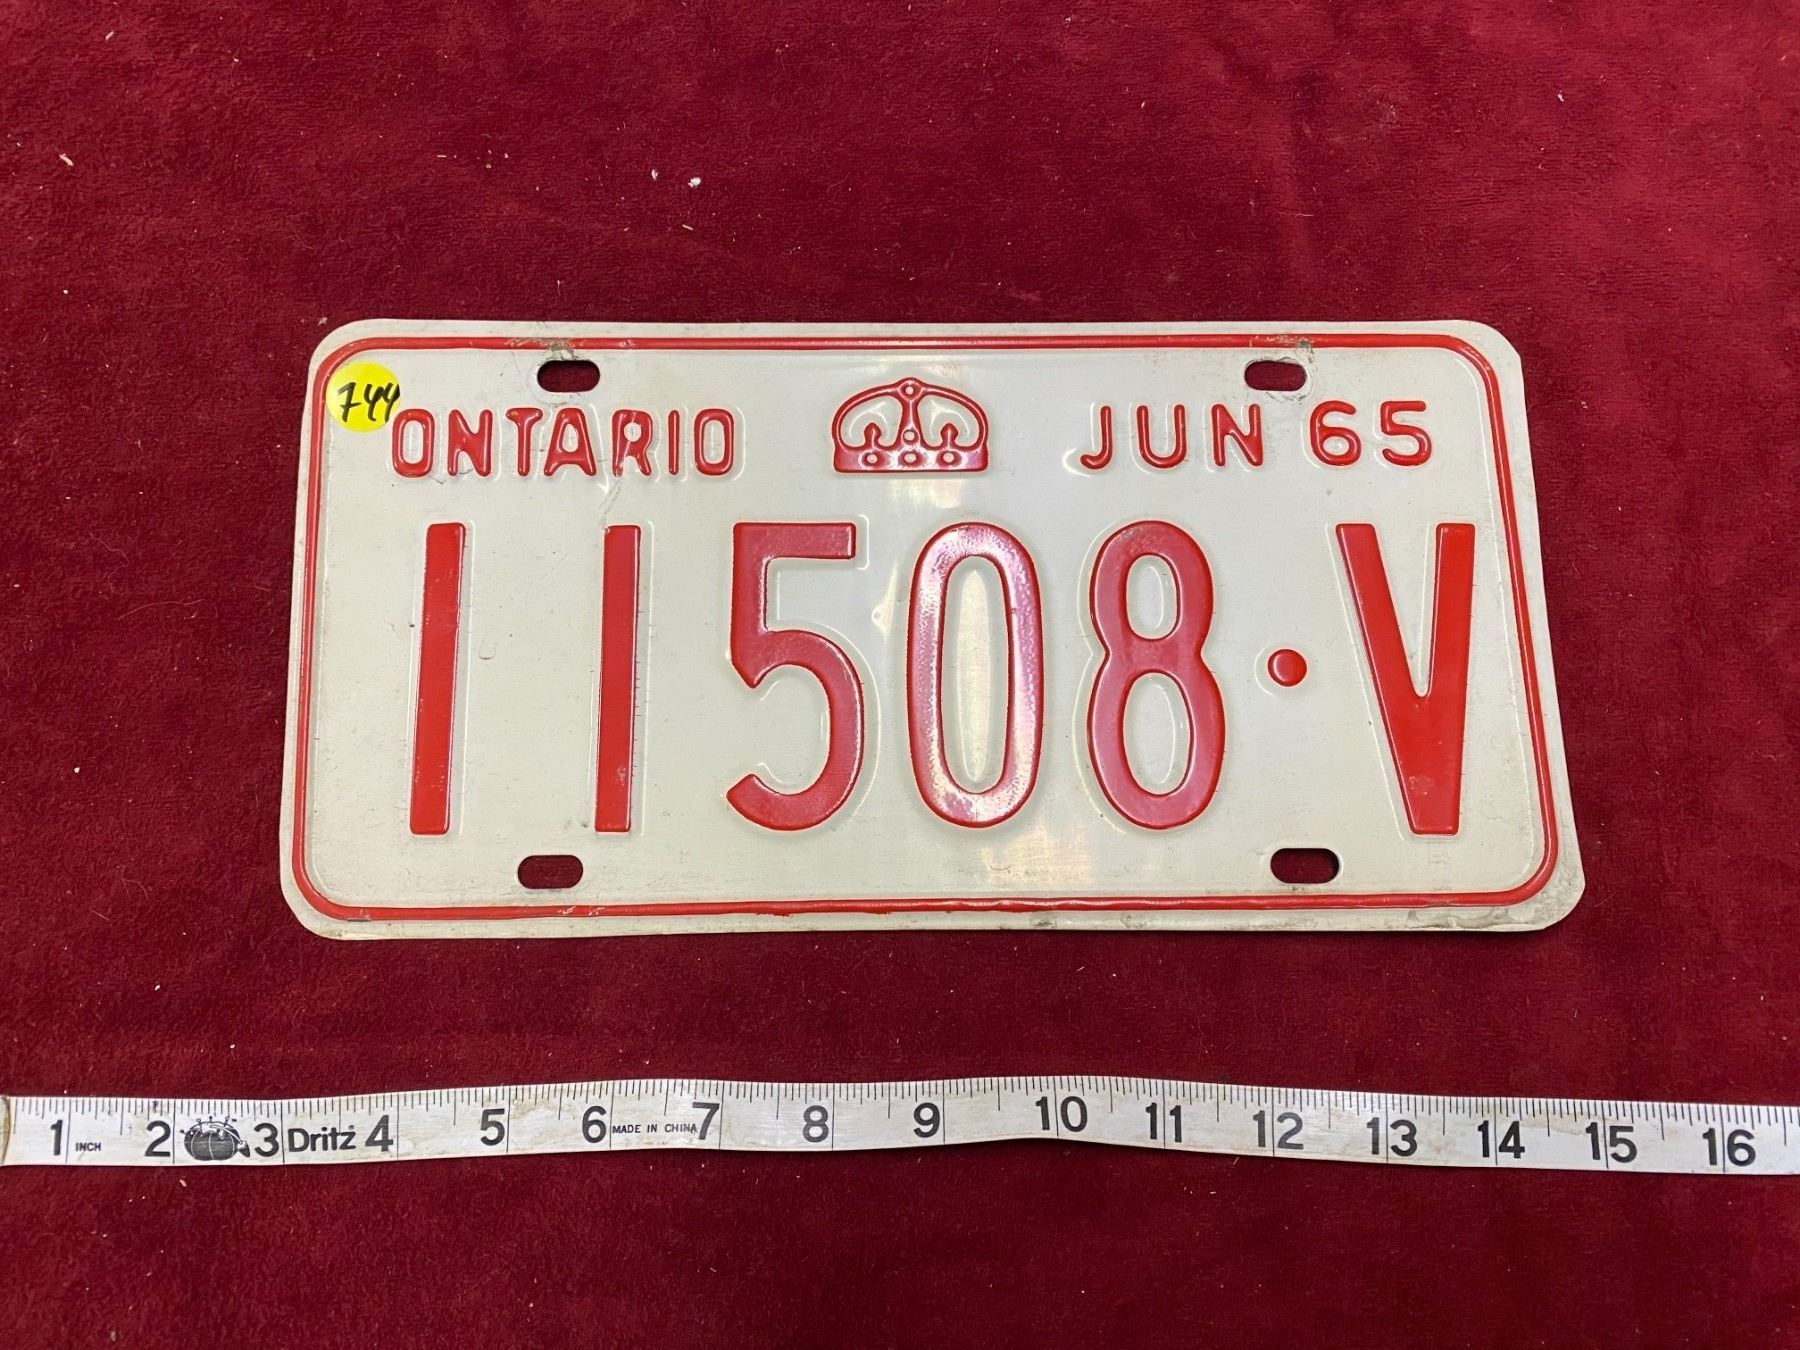 744
ONTARIO JUN 65
11508·V
1 INCH 2 3 Dritz 4 5 6 MADE IN CHINA 7 8 9 10 11 12 13 14 15 16